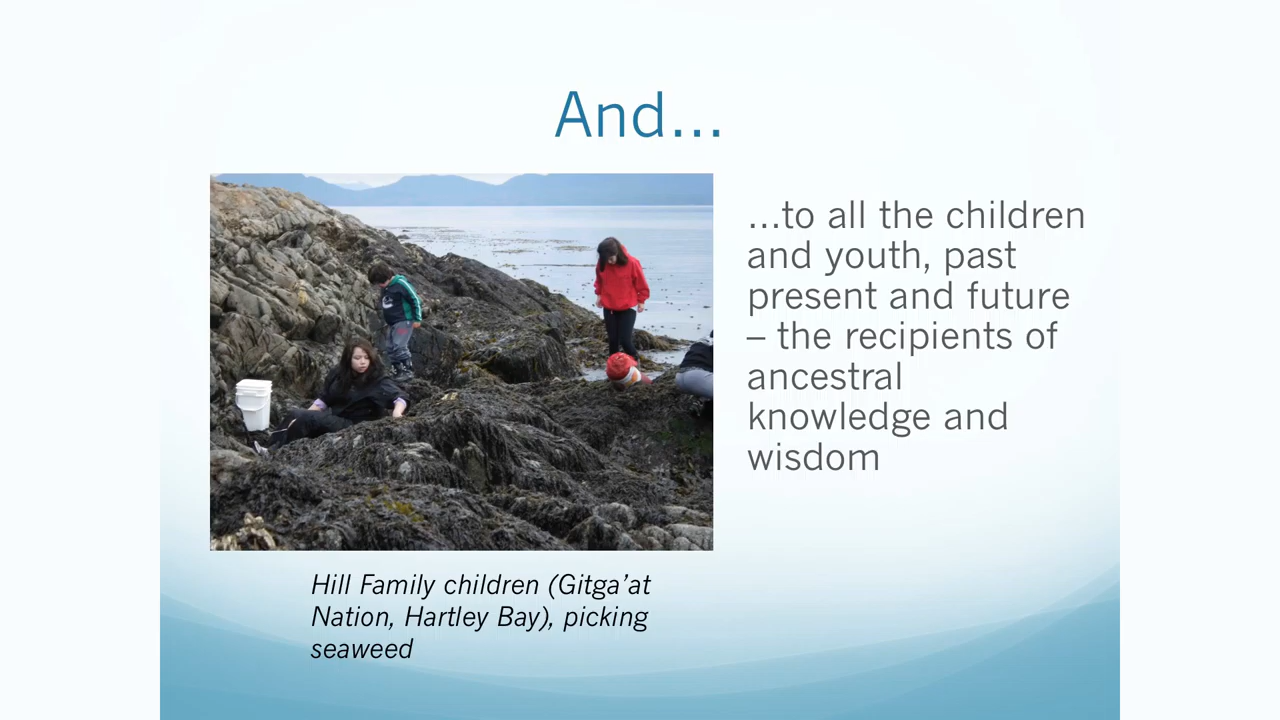 And...
...to all the children
and youth, past
present and future
– the recipients of
ancestral
knowledge and
wisdom
Hill Family children (Gitga’at
Nation, Hartley Bay), picking
seaweed